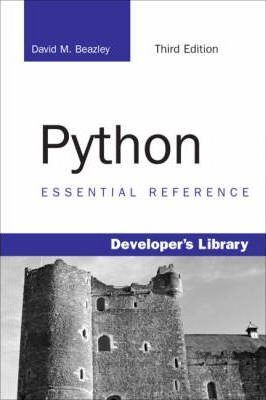 David M. Beazley Third Edition
Python
ESSENTIAL REFERENCE
Developer's Library